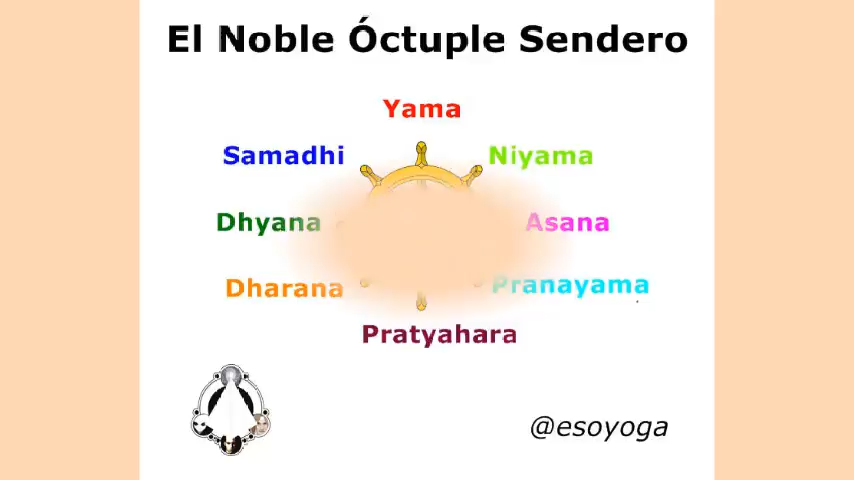 El Noble Óctuple Sendero
Yama
Samadhi
Niyama
Dhyana
Asana
Dharana
Pranayama
Pratyahara
@esoyoga